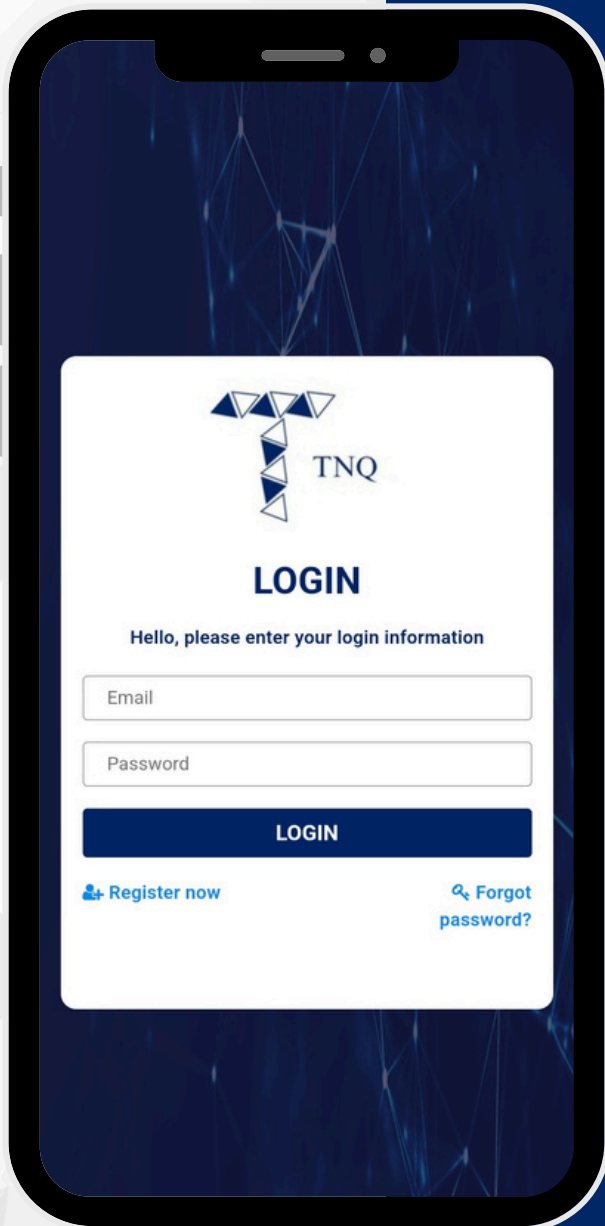 TNQ
LOGIN
Hello, please enter your login information
Email
Password
LOGIN
Register now
Forgot
password?